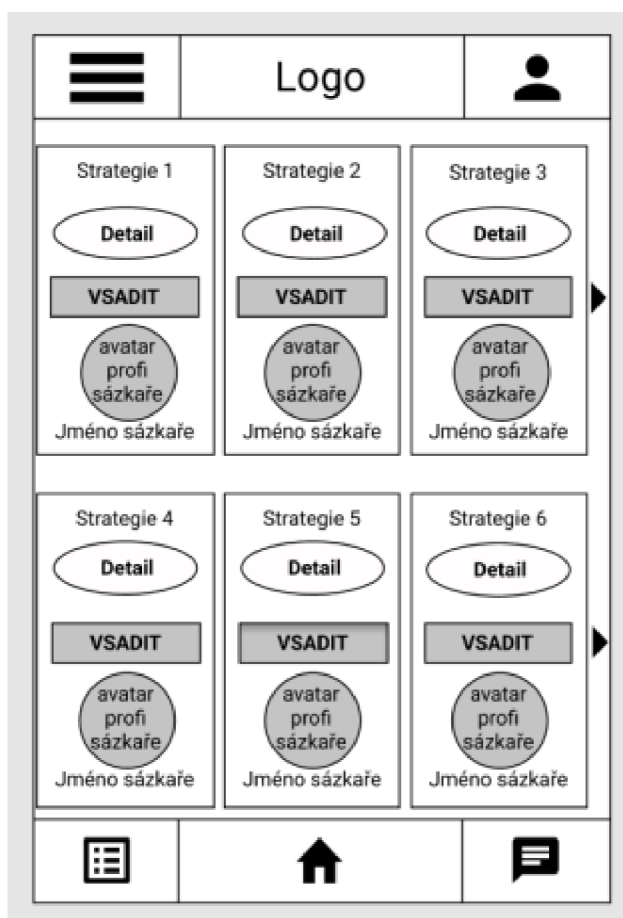 Logo
Strategie 1
Detail
VSADIT
avatar
profi
sázkaře
Jméno sázkaře
Strategie 2
Detail
VSADIT
avatar
profi
sázkaře
Jméno sázkaře
Strategie 3
Detail
VSADIT
avatar
profi
sázkaře
Jméno sázkaře
Strategie 4
Detail
VSADIT
avatar
profi
sázkaře
Jméno sázkaře
Strategie 5
Detail
VSADIT
avatar
profi
sázkaře
Jméno sázkaře
Strategie 6
Detail
VSADIT
avatar
profi
sázkaře
Jméno sázkaře